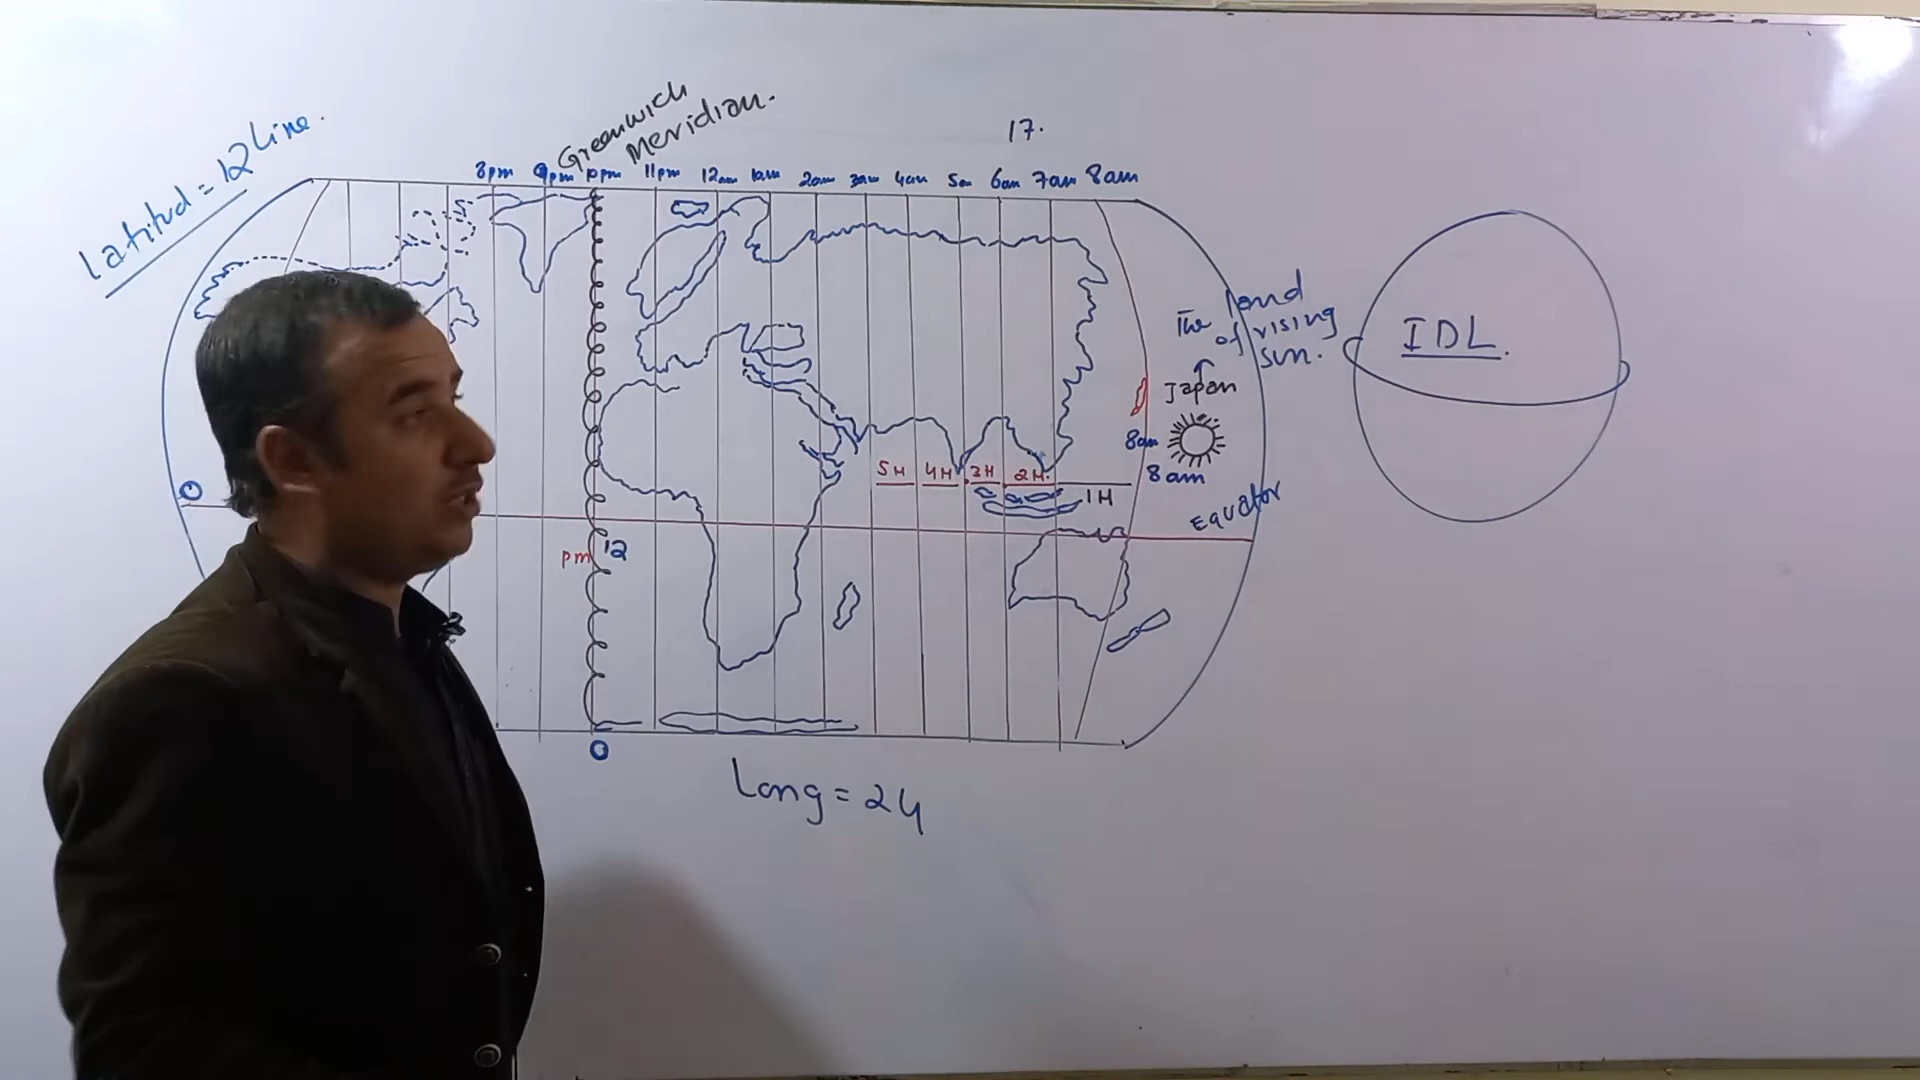 Latitud = 12 Line.
Greenwich
Meridian.
17.
8pm 9pm 10pm 11pm 12am 1am 2am 3am 4am 5am 6am 7am 8am
The land
of rising
sun.
Japan
IDL.
8am
8am
5H 4H 3H 2H.
1H
Equator
0
pm 12
0
Long = 24